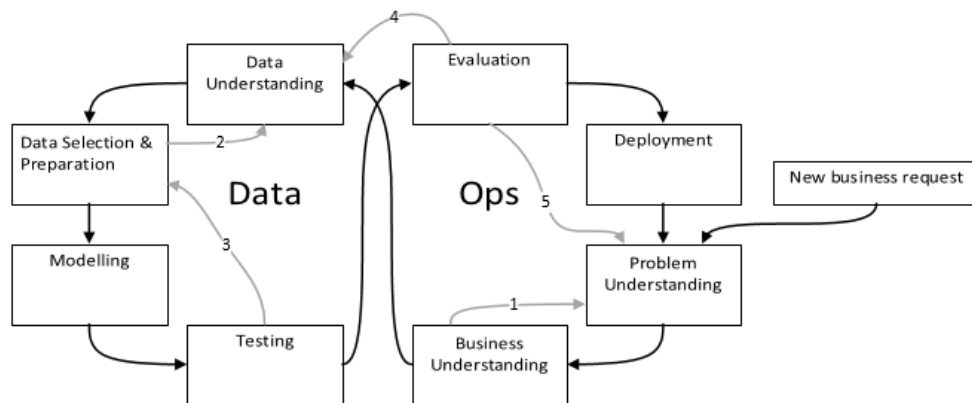 4
Data
Understanding
Evaluation
Data Selection &
Preparation
2
Deployment
New business request
Data
Ops
5
3
Modelling
Problem
Understanding
1
Testing
Business
Understanding